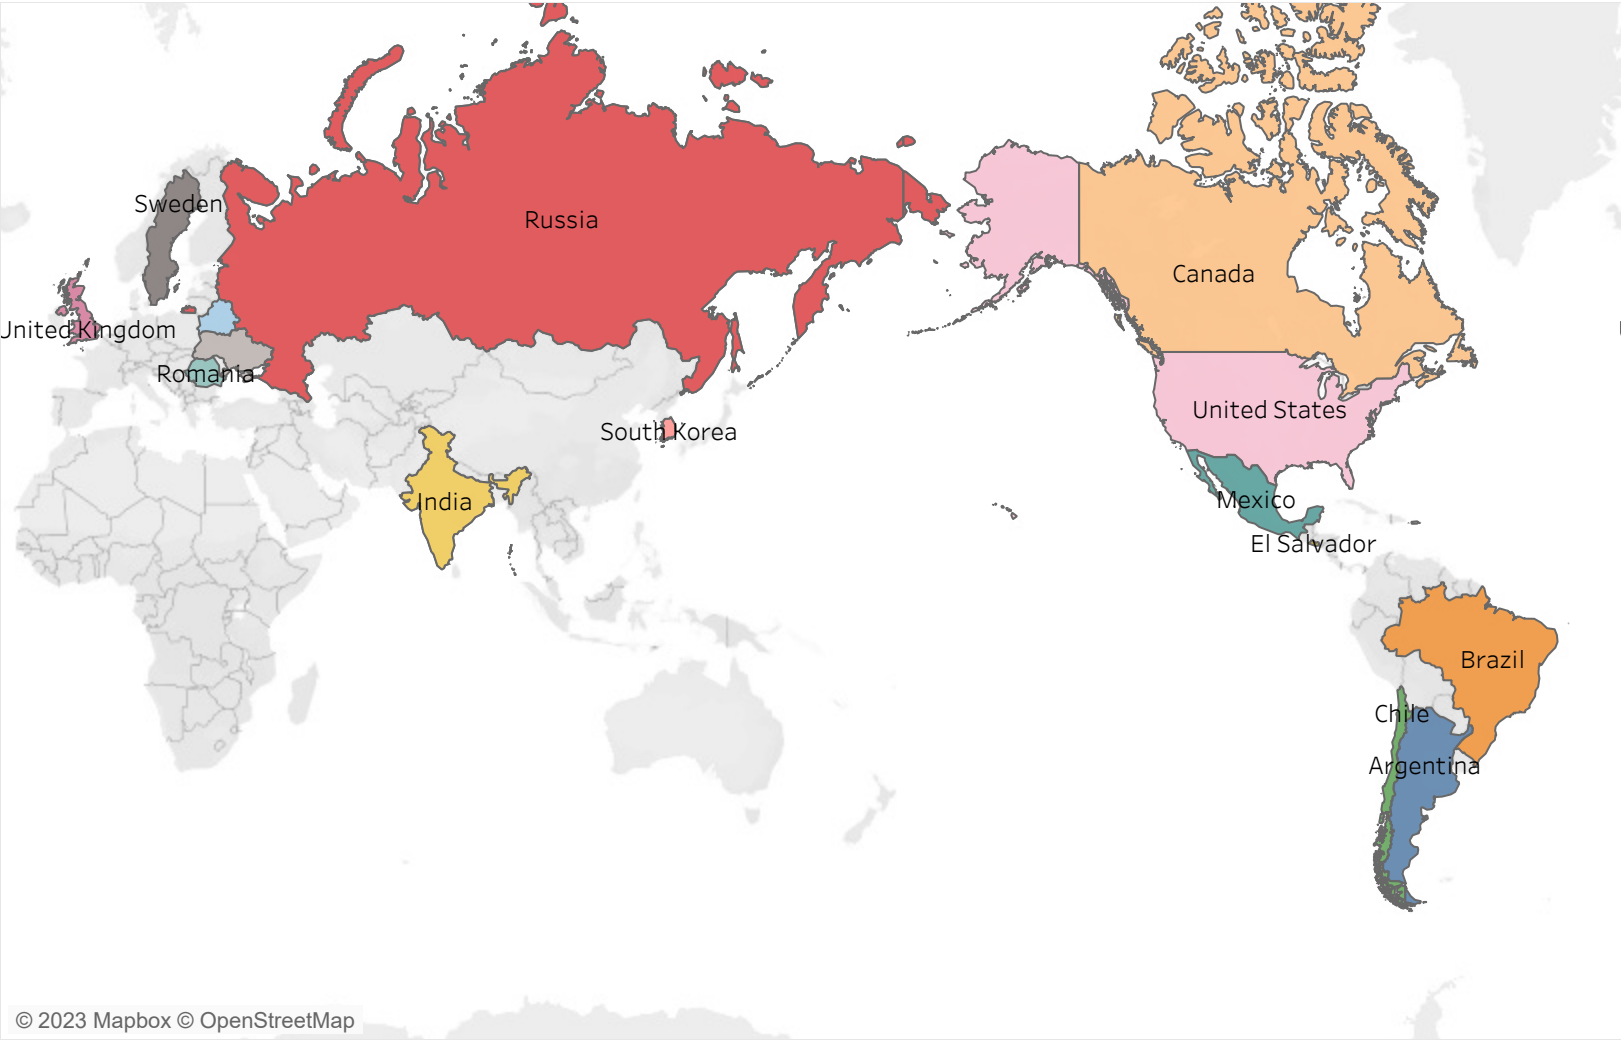 Sweden
Russia
Canada
United Kingdom
Romania
United States
South Korea
India
Mexico
El Salvador
Brazil
Chile
Argentina
© 2023 Mapbox © OpenStreetMap